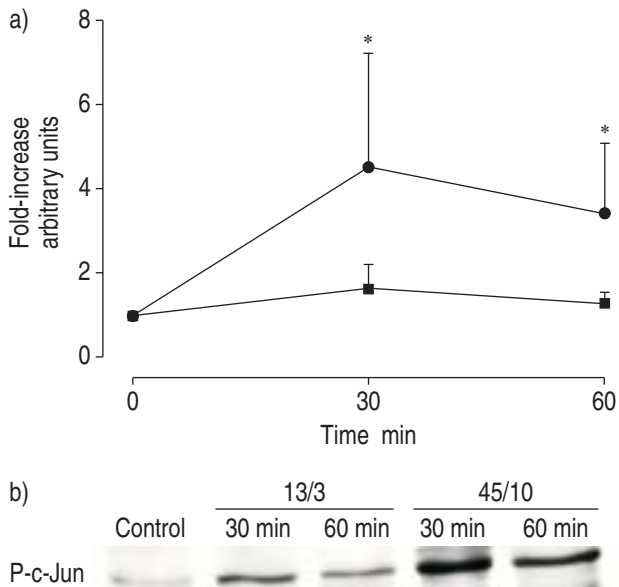 a)
8
6
4
2
0
Fold-increase
arbitrary units
*
*
0 30 60
Time min
b)
13/3 45/10
Control 30 min 60 min 30 min 60 min
P-c-Jun